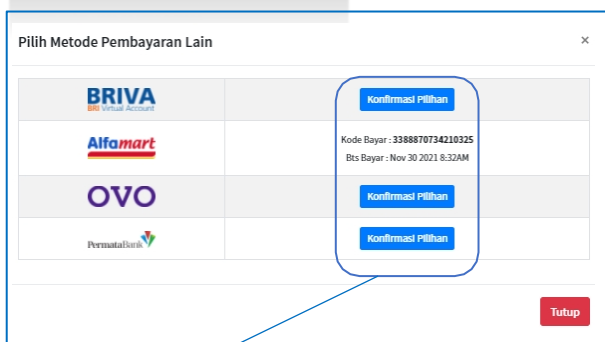 Pilih Metode Pembayaran Lain ×
BRIVA
BRI Virtual Account
Konfirmasi Pilihan
Alfamart
Kode Bayar : 3388870734210325
Bts Bayar : Nov 30 2021 8:32AM
OVO
Konfirmasi Pilihan
PermataBank
Konfirmasi Pilihan
Tutup